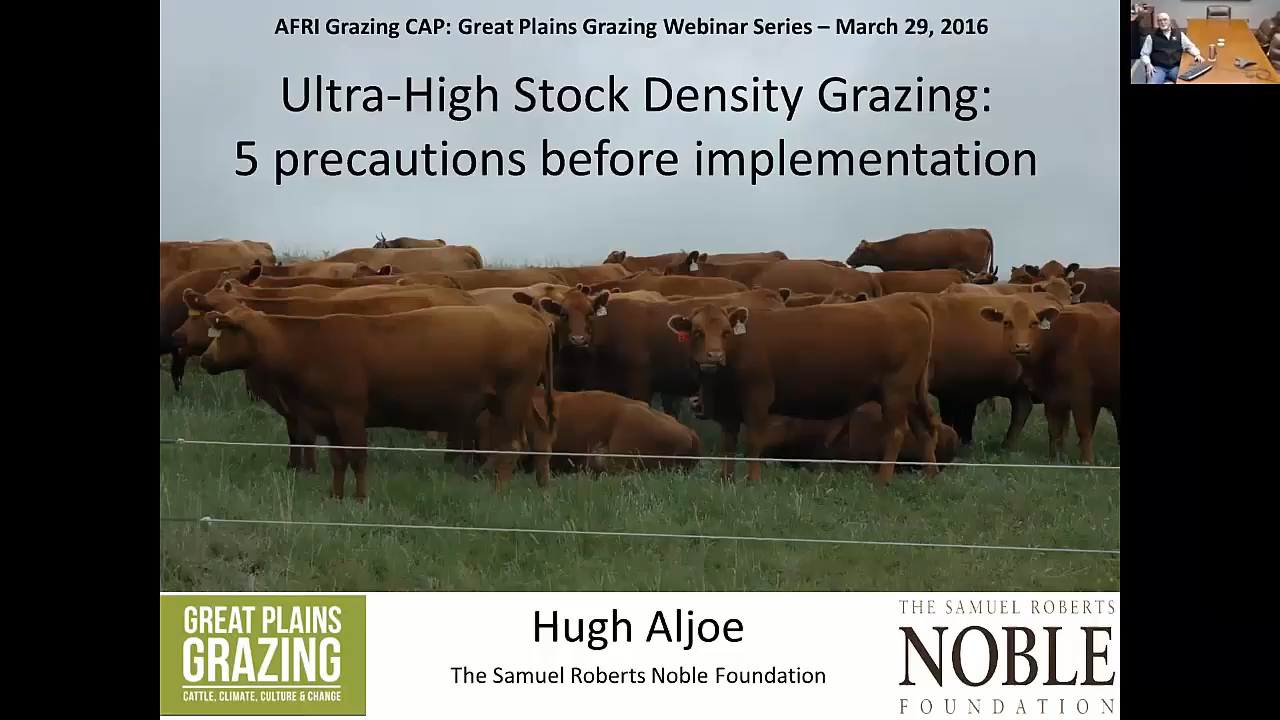 AFRI Grazing CAP: Great Plains Grazing Webinar Series – March 29, 2016
Ultra-High Stock Density Grazing:
5 precautions before implementation
GREAT PLAINS
GRAZING
CATTLE, CLIMATE, CULTURE & CHANGE
Hugh Aljoe
The Samuel Roberts Noble Foundation
THE SAMUEL ROBERTS
NOBLE
FOUNDATION